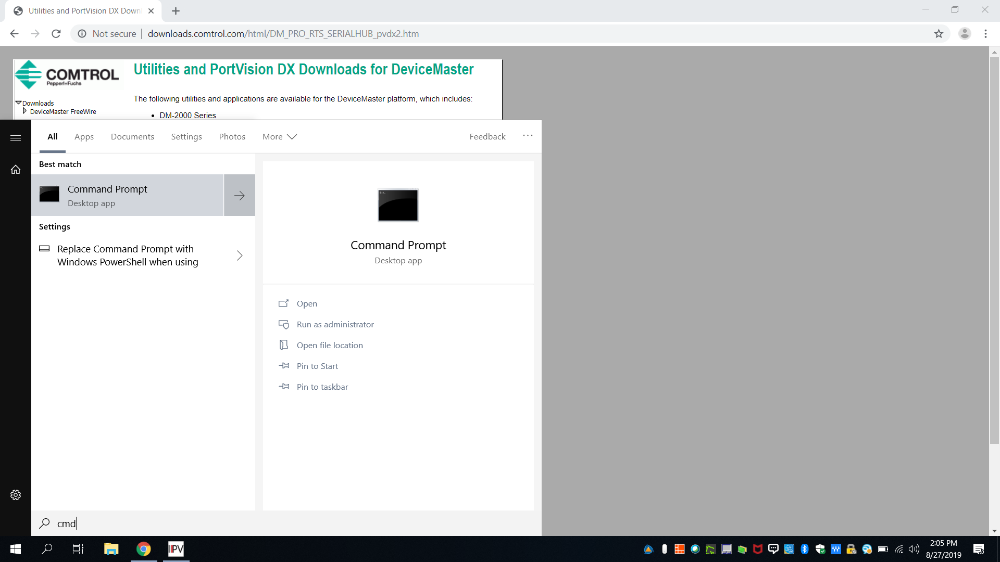 Utilities and PortVision DX Down
Not secure
downloads.comtrol.com/html/DM_PRO_RTS_SERIALHUB_pvdx2.htm
COMTROL
Pepperl+Fuchs
Utilities and PortVision DX Downloads for DeviceMaster
The following utilities and applications are available for the DeviceMaster platform, which includes:
Downloads
DeviceMaster FreeWire
• DM-2000 Series
All Apps Documents Settings Photos More Feedback ...
Best match
Command Prompt
Desktop app
Settings
Replace Command Prompt with
Windows PowerShell when using
Command Prompt
Desktop app
Open
Run as administrator
Open file location
Pin to Start
Pin to taskbar
cmd
PV
2:05 PM
8/27/2019